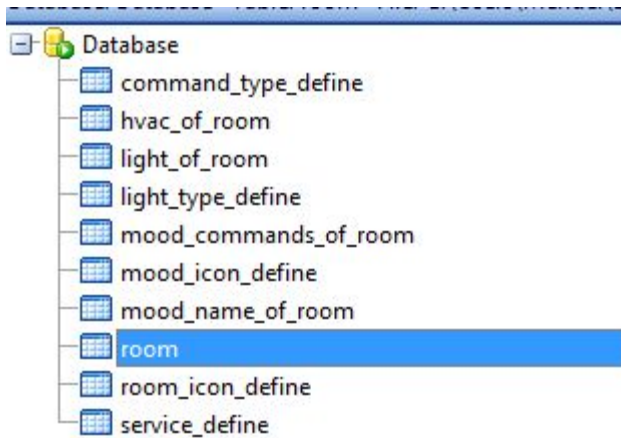 Database
command_type_define
hvac_of_room
light_of_room
light_type_define
mood_commands_of_room
mood_icon_define
mood_name_of_room
room
room_icon_define
service_define